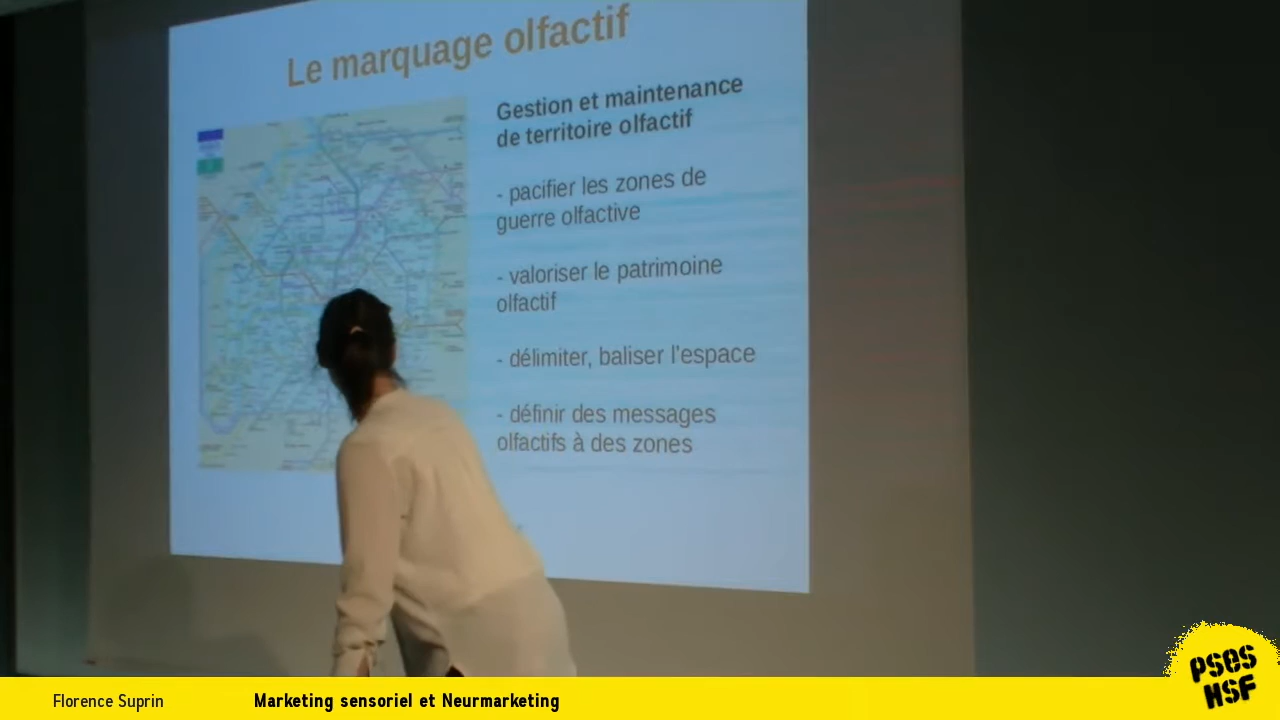 Le marquage olfactif
Gestion et maintenance
de territoire olfactif
- pacifier les zones de
guerre olfactive
- valoriser le patrimoine
olfactif
- délimiter, baliser l'espace
- définir des messages
olfactifs à des zones
Florence Suprin
Marketing sensoriel et Neurmarketing
PSES
HSF